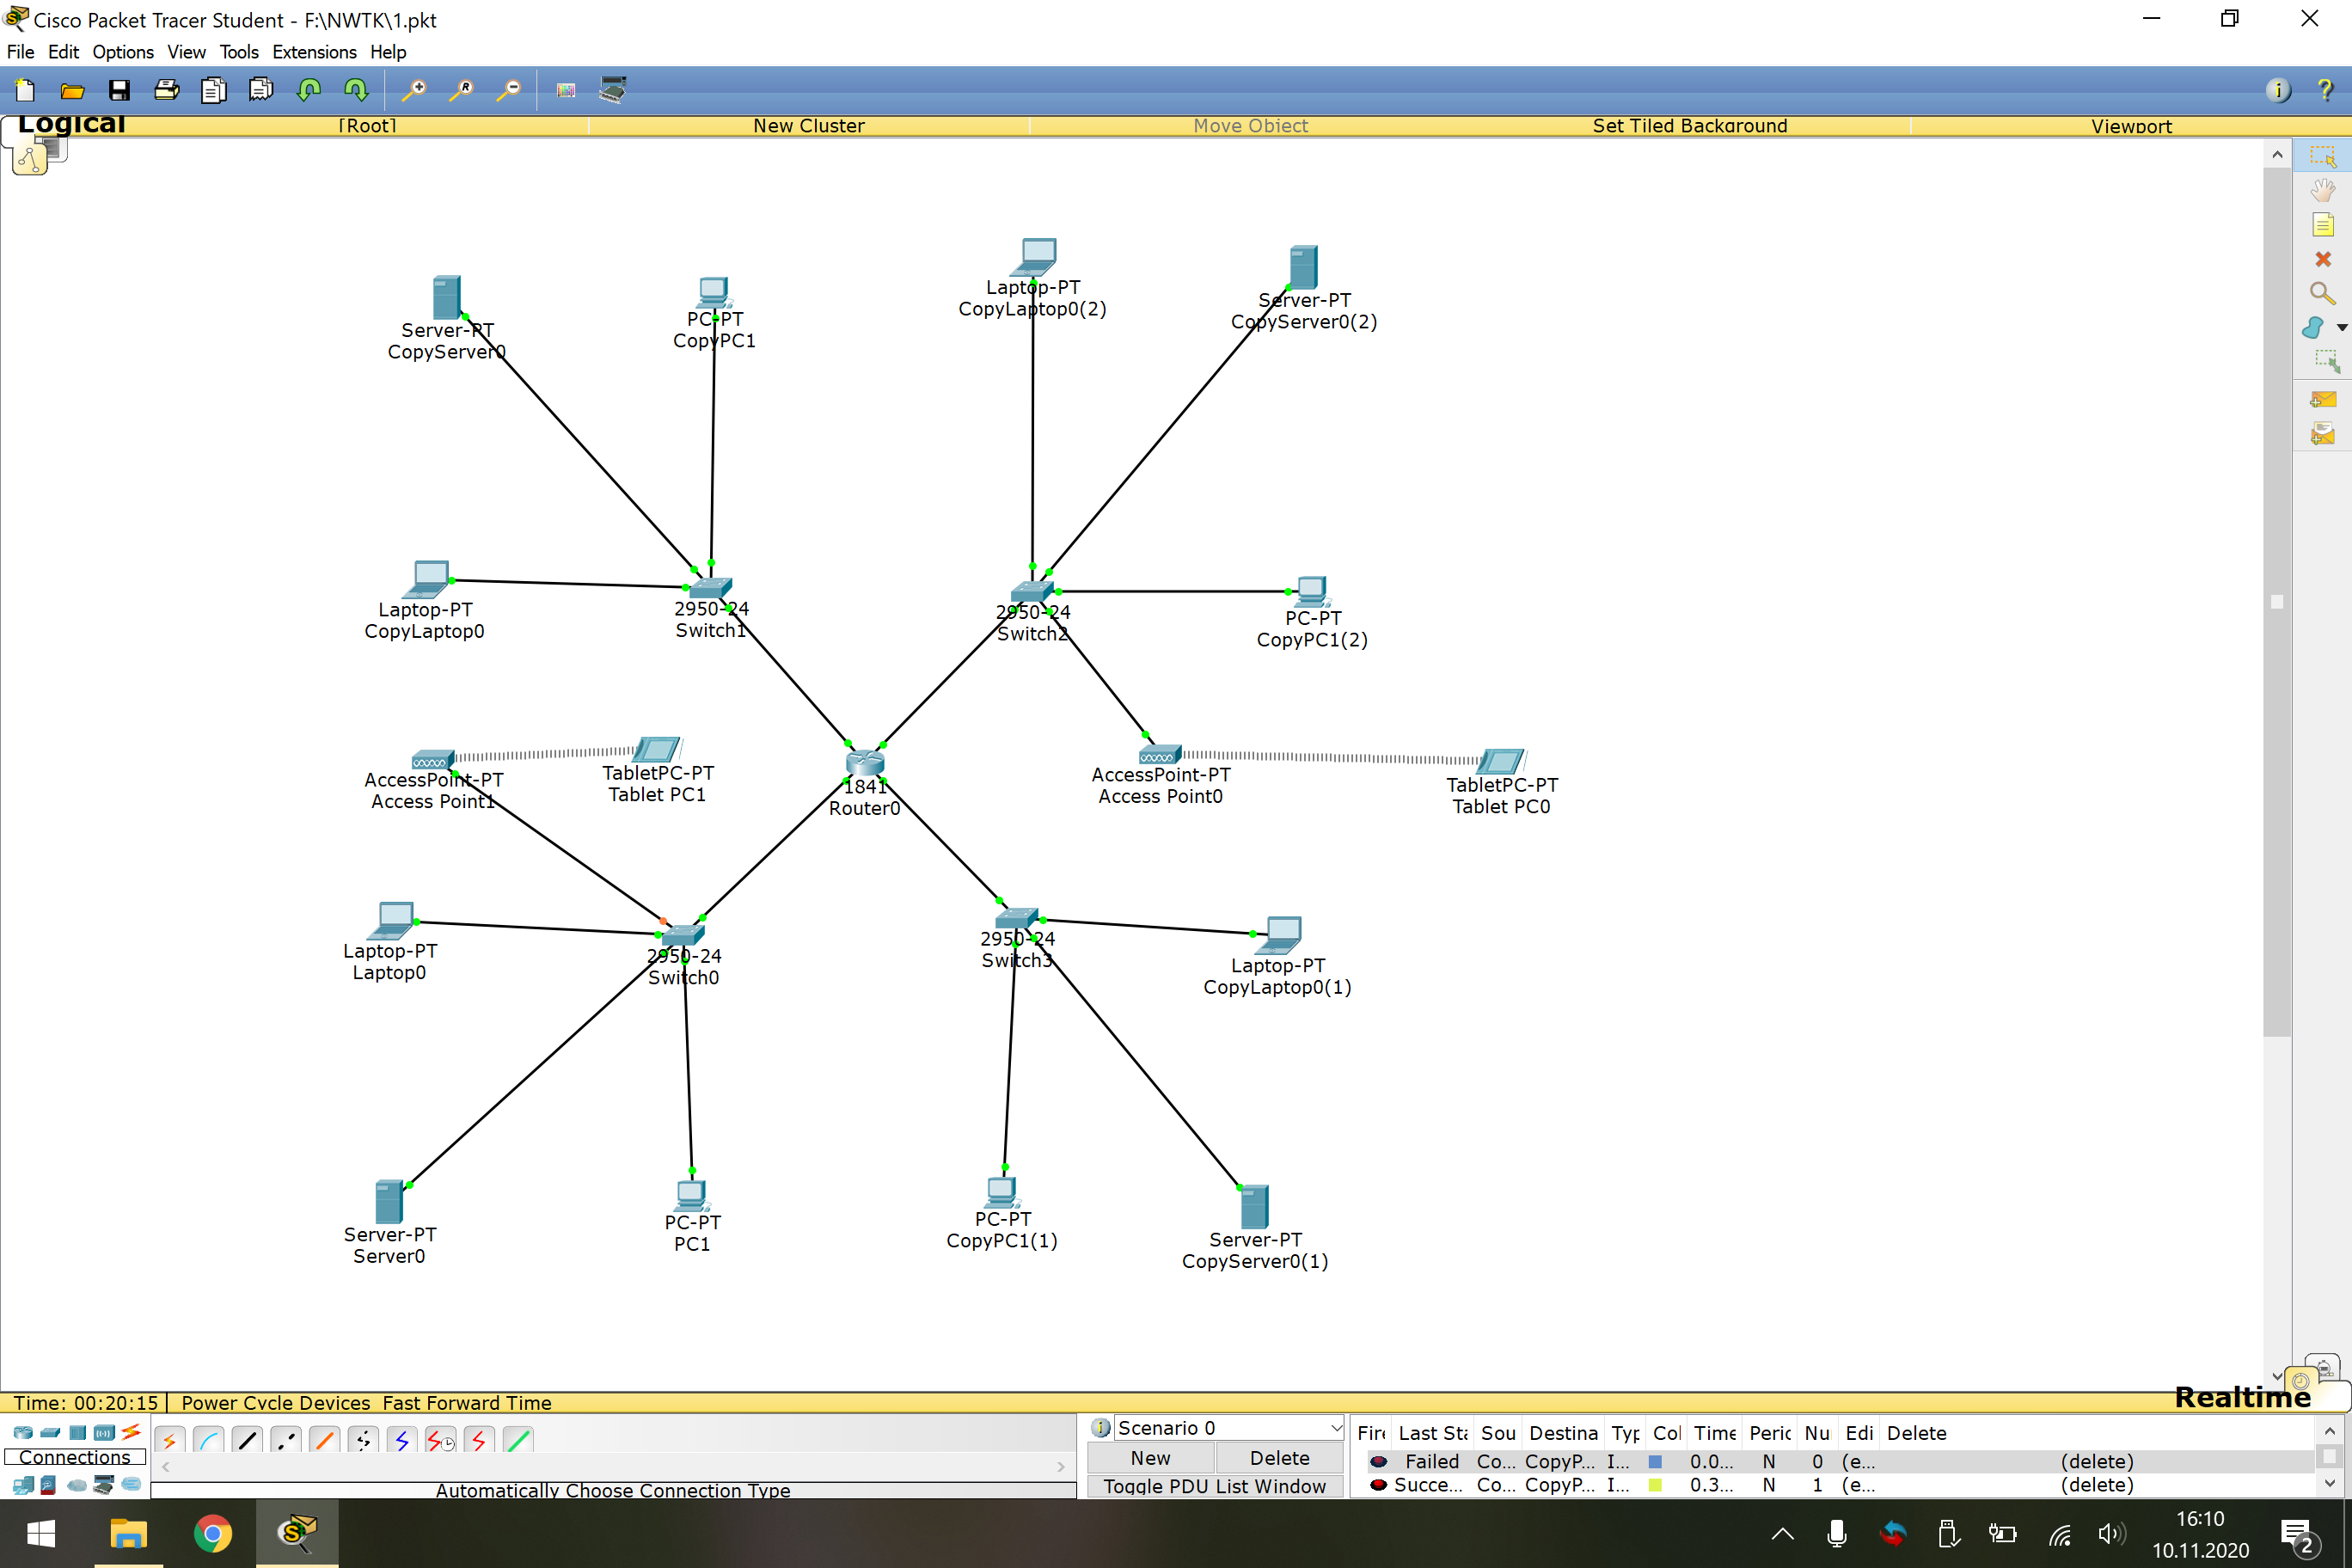 Cisco Packet Tracer Student - F:\NWTK\1.pkt
File Edit Options View Tools Extensions Help
Logical [Root] New Cluster Move Object Set Tiled Background Viewport
Laptop-PT
CopyLaptop0(2)
Server-PT
CopyServer0(2)
Server-PT
CopyServer0
PC-PT
CopyPC1
Laptop-PT
CopyLaptop0
2950-24
Switch1
2950-24
Switch2
PC-PT
CopyPC1(2)
AccessPoint-PT
Access Point1
TabletPC-PT
Tablet PC1
1841
Router0
AccessPoint-PT
Access Point0
TabletPC-PT
Tablet PC0
Laptop-PT
Laptop0
2950-24
Switch0
2950-24
Switch3
Laptop-PT
CopyLaptop0(1)
Server-PT
Server0
PC-PT
PC1
PC-PT
CopyPC1(1)
Server-PT
CopyServer0(1)
Time: 00:20:15 Power Cycle Devices Fast Forward Time Realtime
Connections
Automatically Choose Connection Type
Scenario 0
New Delete
Toggle PDU List Window
Fire Last Sta Sou Destina Typ Col Time Peric Nu Edi Delete
Failed Co... CopyP... I... 0.0... N 0 (e... (delete)
Succe... Co... CopyP... I... 0.3... N 1 (e... (delete)
16:10
10.11.2020
2